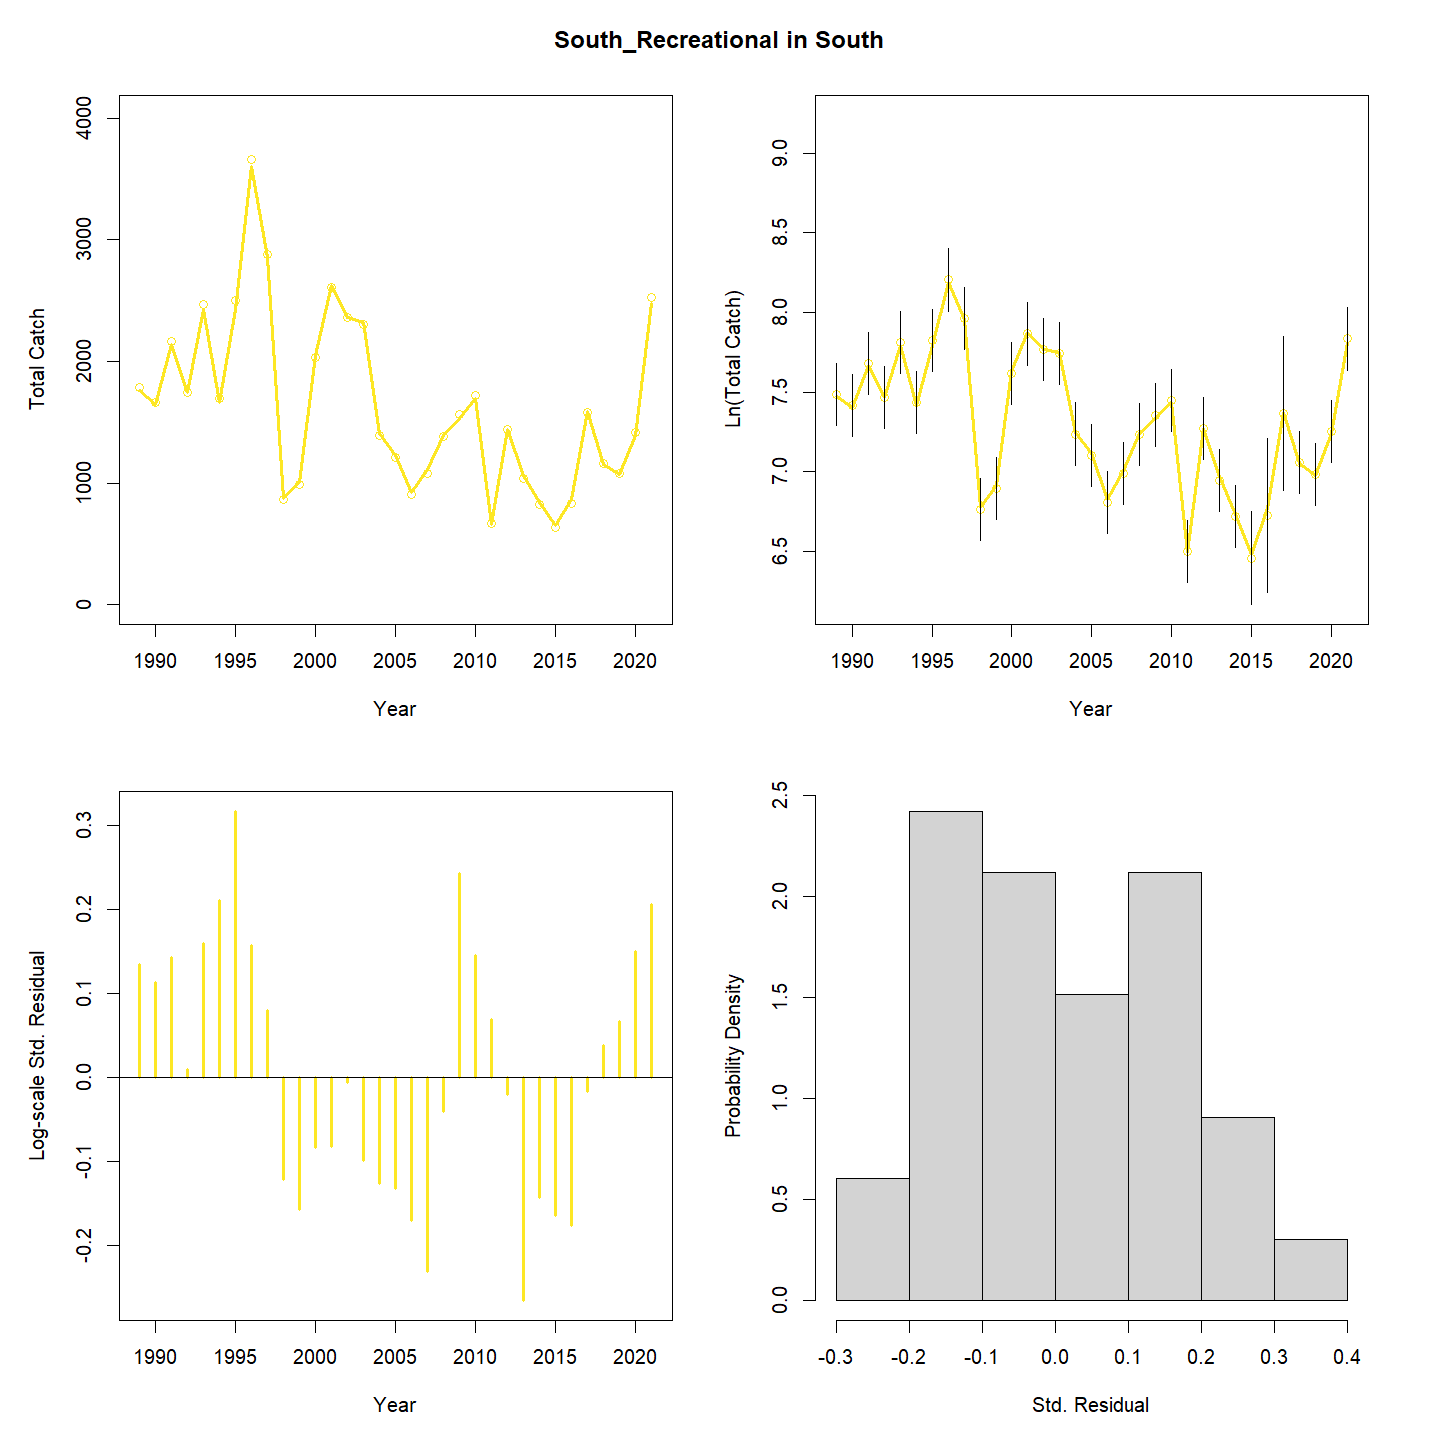 South_Recreational in South
Total Catch
4000
3000
2000
1000
0
1990 1995 2000 2005 2010 2015 2020
Year
Ln(Total Catch)
9.0
8.5
8.0
7.5
7.0
6.5
1990 1995 2000 2005 2010 2015 2020
Year
Log-scale Std. Residual
0.3
0.2
0.1
0.0
-0.1
-0.2
1990 1995 2000 2005 2010 2015 2020
Year
Probability Density
2.5
2.0
1.5
1.0
0.5
0.0
-0.3 -0.2 -0.1 0.0 0.1 0.2 0.3 0.4
Std. Residual